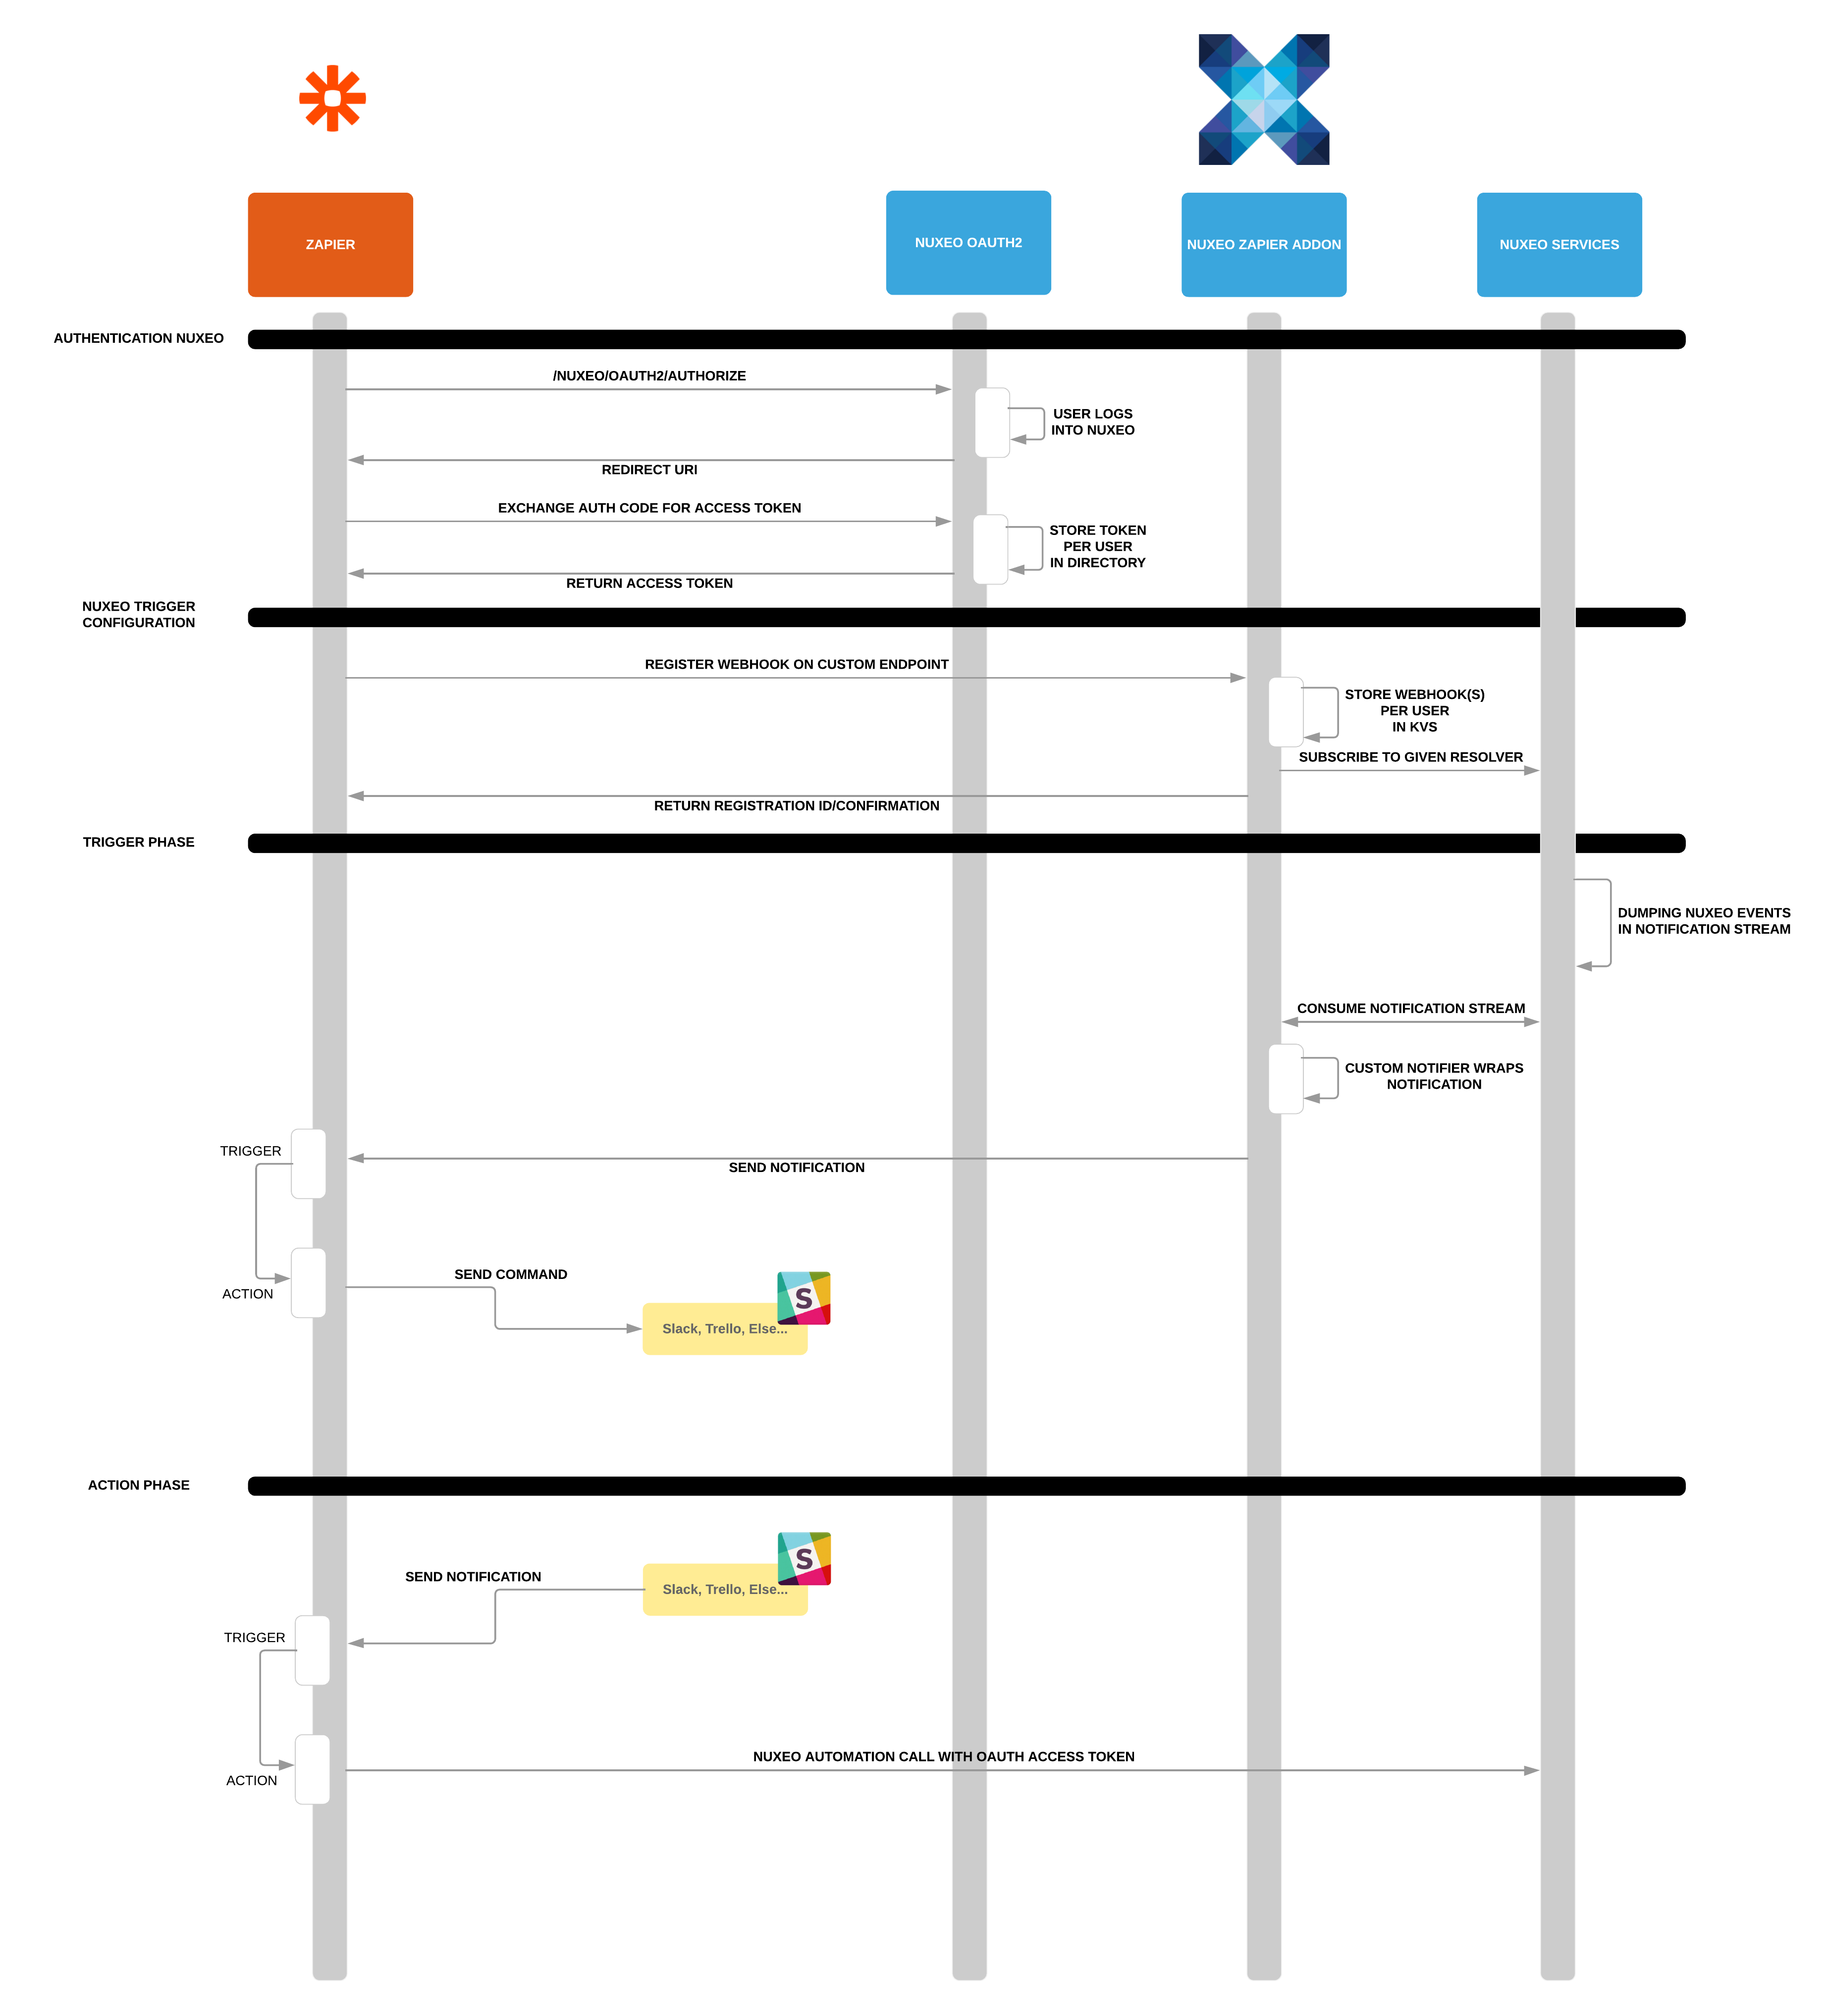 ZAPIER
NUXEO OAUTH2
NUXEO ZAPIER ADDON
NUXEO SERVICES
AUTHENTICATION NUXEO
/NUXEO/OAUTH2/AUTHORIZE
USER LOGS
INTO NUXEO
REDIRECT URI
EXCHANGE AUTH CODE FOR ACCESS TOKEN
STORE TOKEN
PER USER
IN DIRECTORY
RETURN ACCESS TOKEN
NUXEO TRIGGER
CONFIGURATION
REGISTER WEBHOOK ON CUSTOM ENDPOINT
STORE WEBHOOK(S)
PER USER
IN KVS
SUBSCRIBE TO GIVEN RESOLVER
RETURN REGISTRATION ID/CONFIRMATION
TRIGGER PHASE
DUMPING NUXEO EVENTS
IN NOTIFICATION STREAM
CONSUME NOTIFICATION STREAM
CUSTOM NOTIFIER WRAPS
NOTIFICATION
TRIGGER
SEND NOTIFICATION
ACTION
SEND COMMAND
S
Slack, Trello, Else...
ACTION PHASE
S
SEND NOTIFICATION
Slack, Trello, Else...
TRIGGER
NUXEO AUTOMATION CALL WITH OAUTH ACCESS TOKEN
ACTION